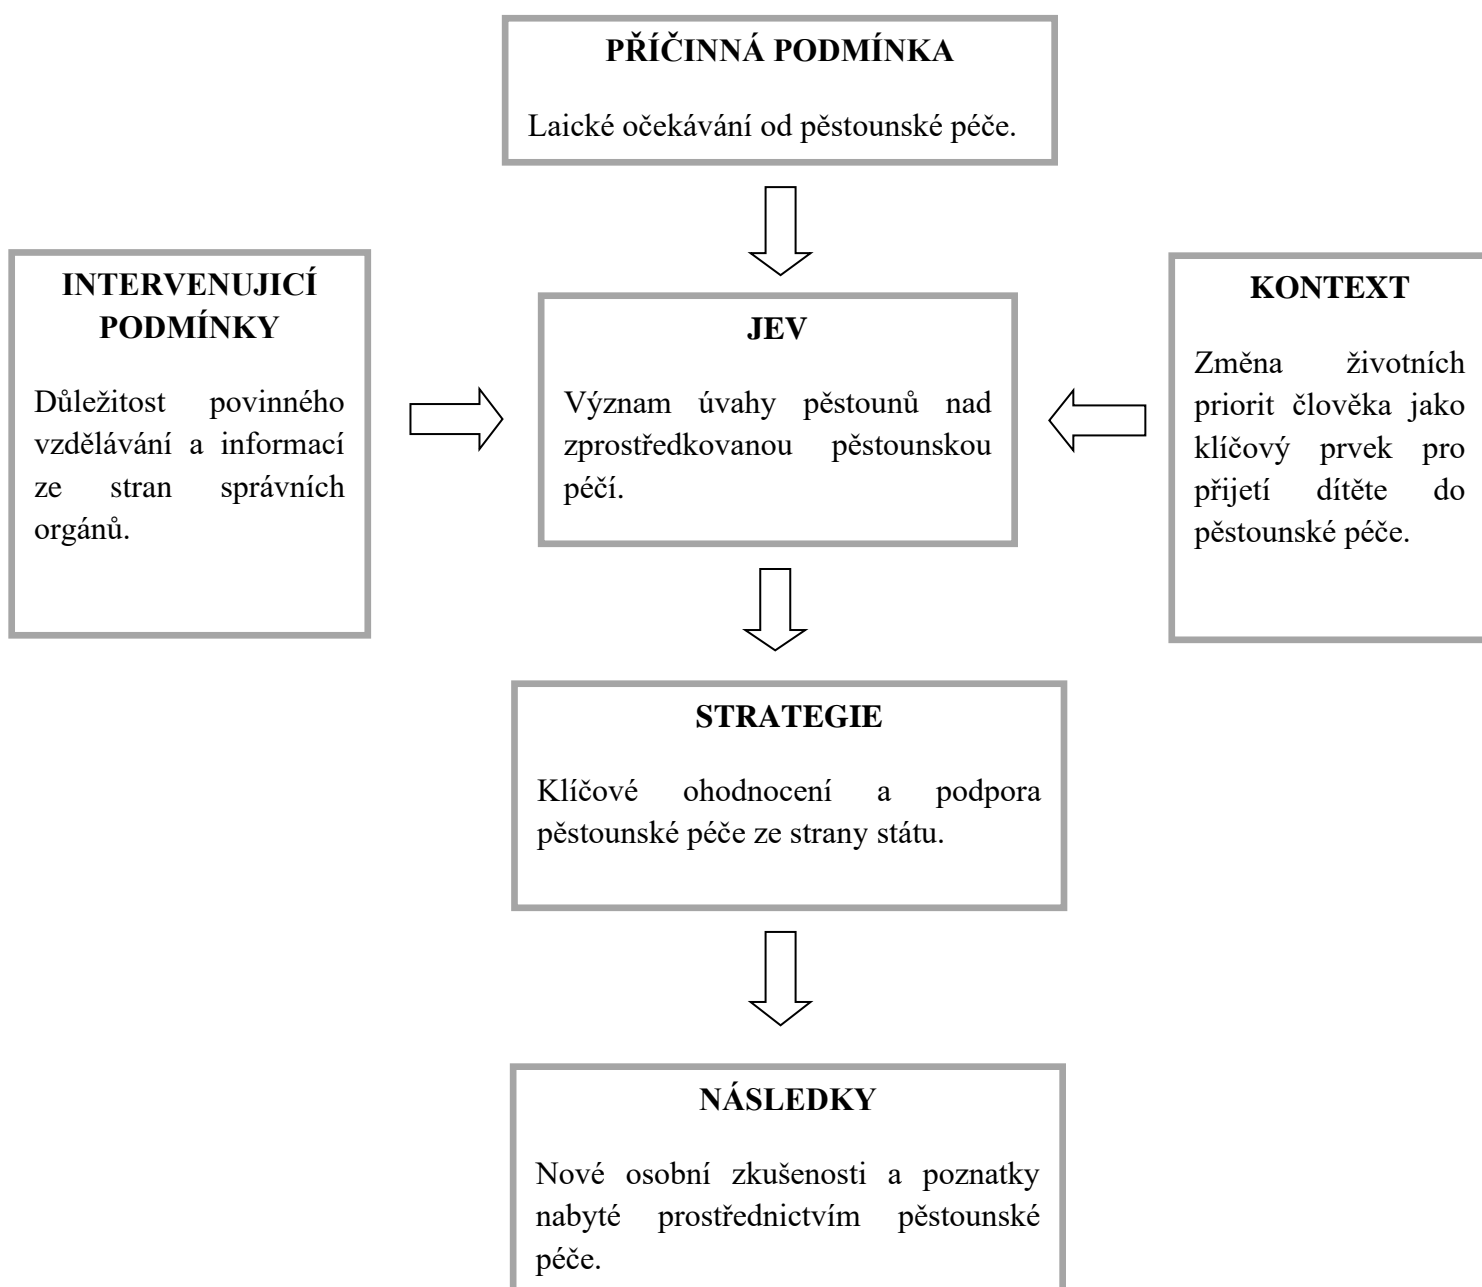 PŘÍČINNÁ PODMÍNKA
Laické očekávání od pěstounské péče.
INTERVENUJICÍ
PODMÍNKY
Důležitost povinného
vzdělávání a informací
ze stran správních
orgánů.
JEV
Význam úvahy pěstounů nad
zprostředkovanou pěstounskou
péčí.
KONTEXT
Změna životních
priorit člověka jako
klíčový prvek pro
přijetí dítěte do
pěstounské péče.
STRATEGIE
Klíčové ohodnocení a podpora
pěstounské péče ze strany státu.
NÁSLEDKY
Nové osobní zkušenosti a poznatky
nabyté prostřednictvím pěstounské
péče.